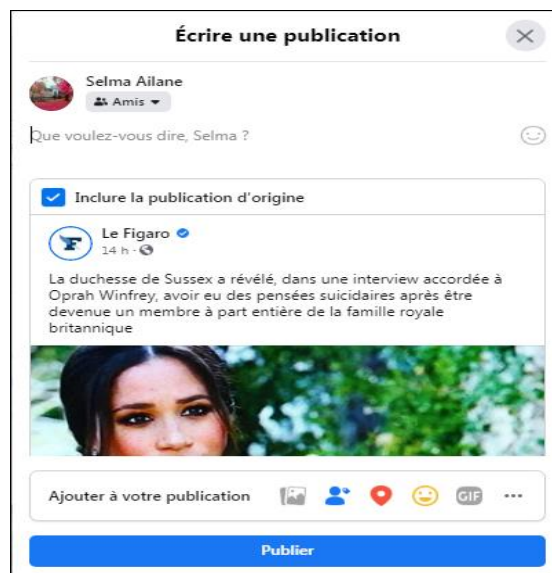 Écrire une publication
Selma Ailane
Amis
Que voulez-vous dire, Selma ?
Inclure la publication d'origine
Le Figaro
14 h ·
La duchesse de Sussex a révélé, dans une interview accordée à
Oprah Winfrey, avoir eu des pensées suicidaires après être
devenue un membre à part entière de la famille royale
britannique
Ajouter à votre publication
GIF
Publier